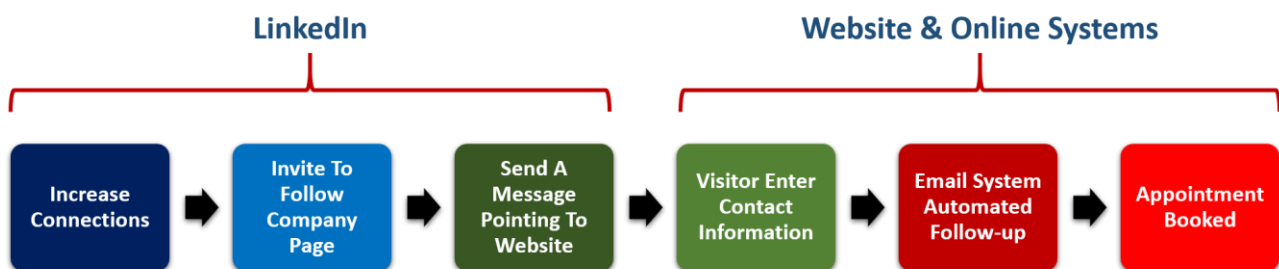 LinkedIn
Website & Online Systems
Increase
Connections
Invite To
Follow
Company
Page
Send A
Message
Pointing To
Website
Visitor Enter
Contact
Information
Email System
Automated
Follow-up
Appointment
Booked